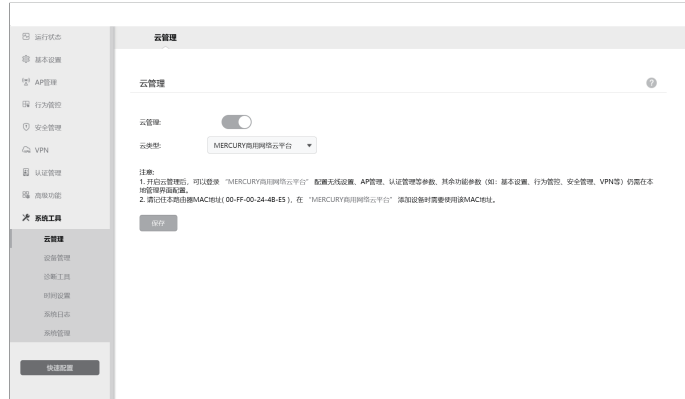 运行状态
基本设置
AP管理
行为管控
安全管理
VPN
认证管理
高级功能
系统工具
云管理
设备管理
诊断工具
时间设置
系统日志
系统管理
快速配置
云管理
云管理
?
云管理:
云类型:
MERCURY商用网络云平台
注意:
1. 开启云管理后，可以登录 “MERCURY商用网络云平台” 配置无线设置、AP管理、认证管理等参数，其余功能参数（如：基本设置、行为管控、安全管理、VPN等）仍需在本
地管理界面配置。
2. 请记住本路由器MAC地址( 00-FF-00-24-4B-E5 )，在 “MERCURY商用网络云平台” 添加设备时需要使用该MAC地址。
保存